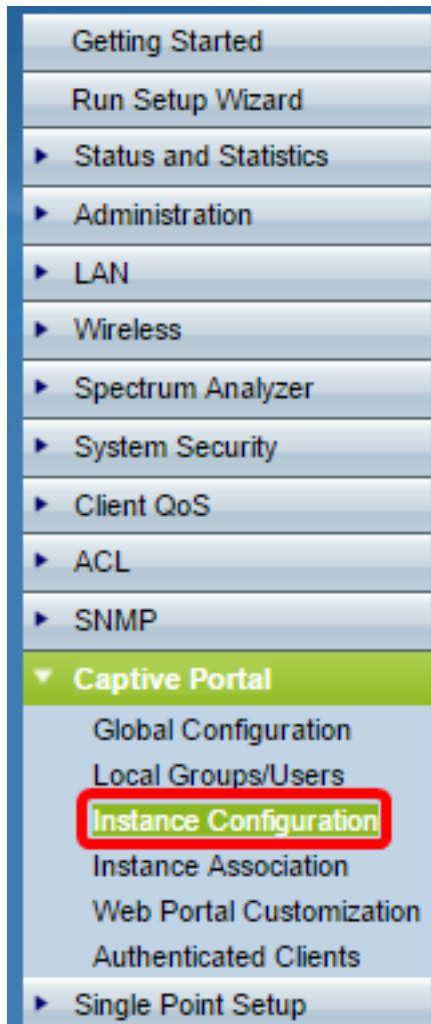 Getting Started
Run Setup Wizard
Status and Statistics
Administration
LAN
Wireless
Spectrum Analyzer
System Security
Client QoS
ACL
SNMP
Captive Portal
Global Configuration
Local Groups/Users
Instance Configuration
Instance Association
Web Portal Customization
Authenticated Clients
Single Point Setup